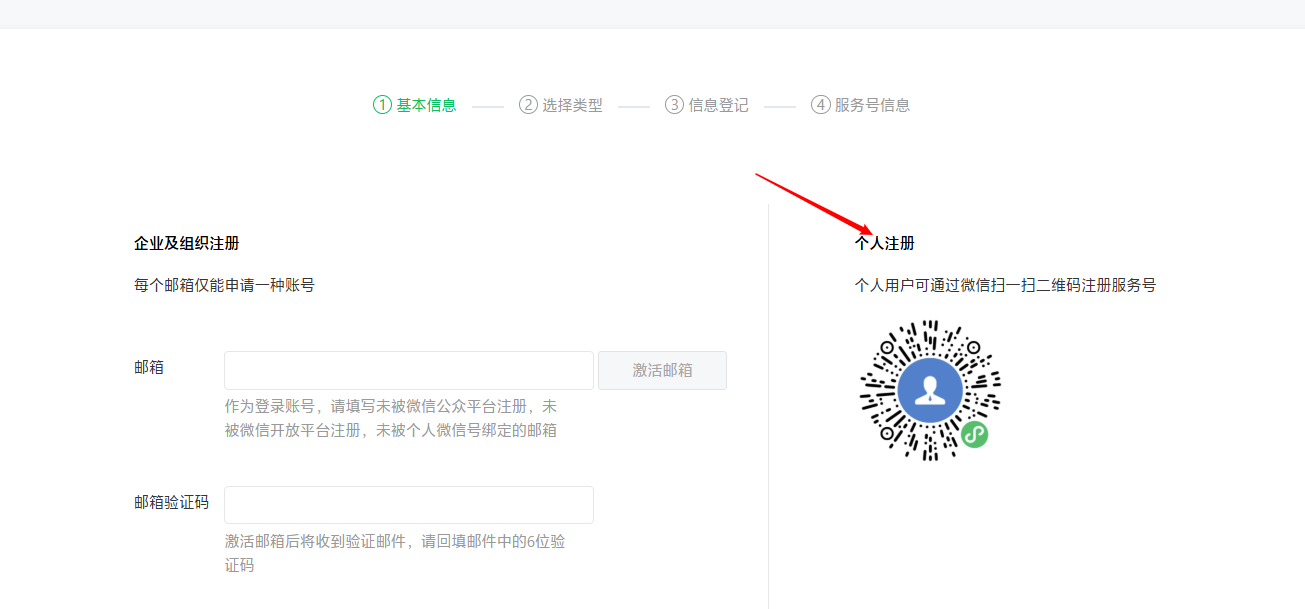 ① 基本信息 ② 选择类型 ③ 信息登记 ④ 服务号信息
企业及组织注册
每个邮箱仅能申请一种账号
邮箱
激活邮箱
作为登录账号，请填写未被微信公众平台注册，未
被微信开放平台注册，未被个人微信号绑定的邮箱
邮箱验证码
激活邮箱后将收到验证邮件，请回填邮件中的6位验
证码
个人注册
个人用户可通过微信扫一扫二维码注册服务号